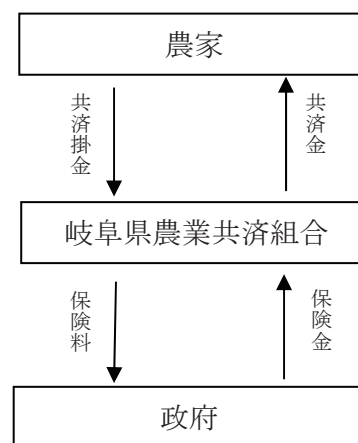 農家
共済掛金
共済金
岐阜県農業共済組合
保険料
保険金
政府